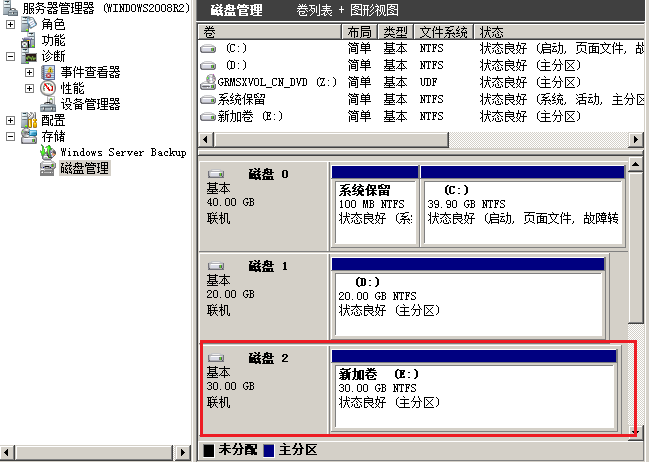 服务器管理器 (WINDOWS2008R2)
角色
功能
诊断
事件查看器
性能
设备管理器
配置
存储
Windows Server Backup
磁盘管理
磁盘管理 卷列表 + 图形视图
卷 布局 类型 文件系统 状态
(C:) 简单 基本 NTFS 状态良好 (启动, 页面文件, 故
(D:) 简单 基本 NTFS 状态良好 (主分区)
GRMSXVOL_CN_DVD (Z:) 简单 基本 UDF 状态良好 (主分区)
系统保留 简单 基本 NTFS 状态良好 (系统, 活动, 主分区
新加卷 (E:) 简单 基本 NTFS 状态良好 (主分区)
磁盘 0
基本
40.00 GB
联机
系统保留
100 MB NTFS
状态良好 (系
(C:)
39.90 GB NTFS
状态良好 (启动, 页面文件, 故障转
磁盘 1
基本
20.00 GB
联机
(D:)
20.00 GB NTFS
状态良好 (主分区)
磁盘 2
基本
30.00 GB
联机
新加卷 (E:)
30.00 GB NTFS
状态良好 (主分区)
未分配 主分区